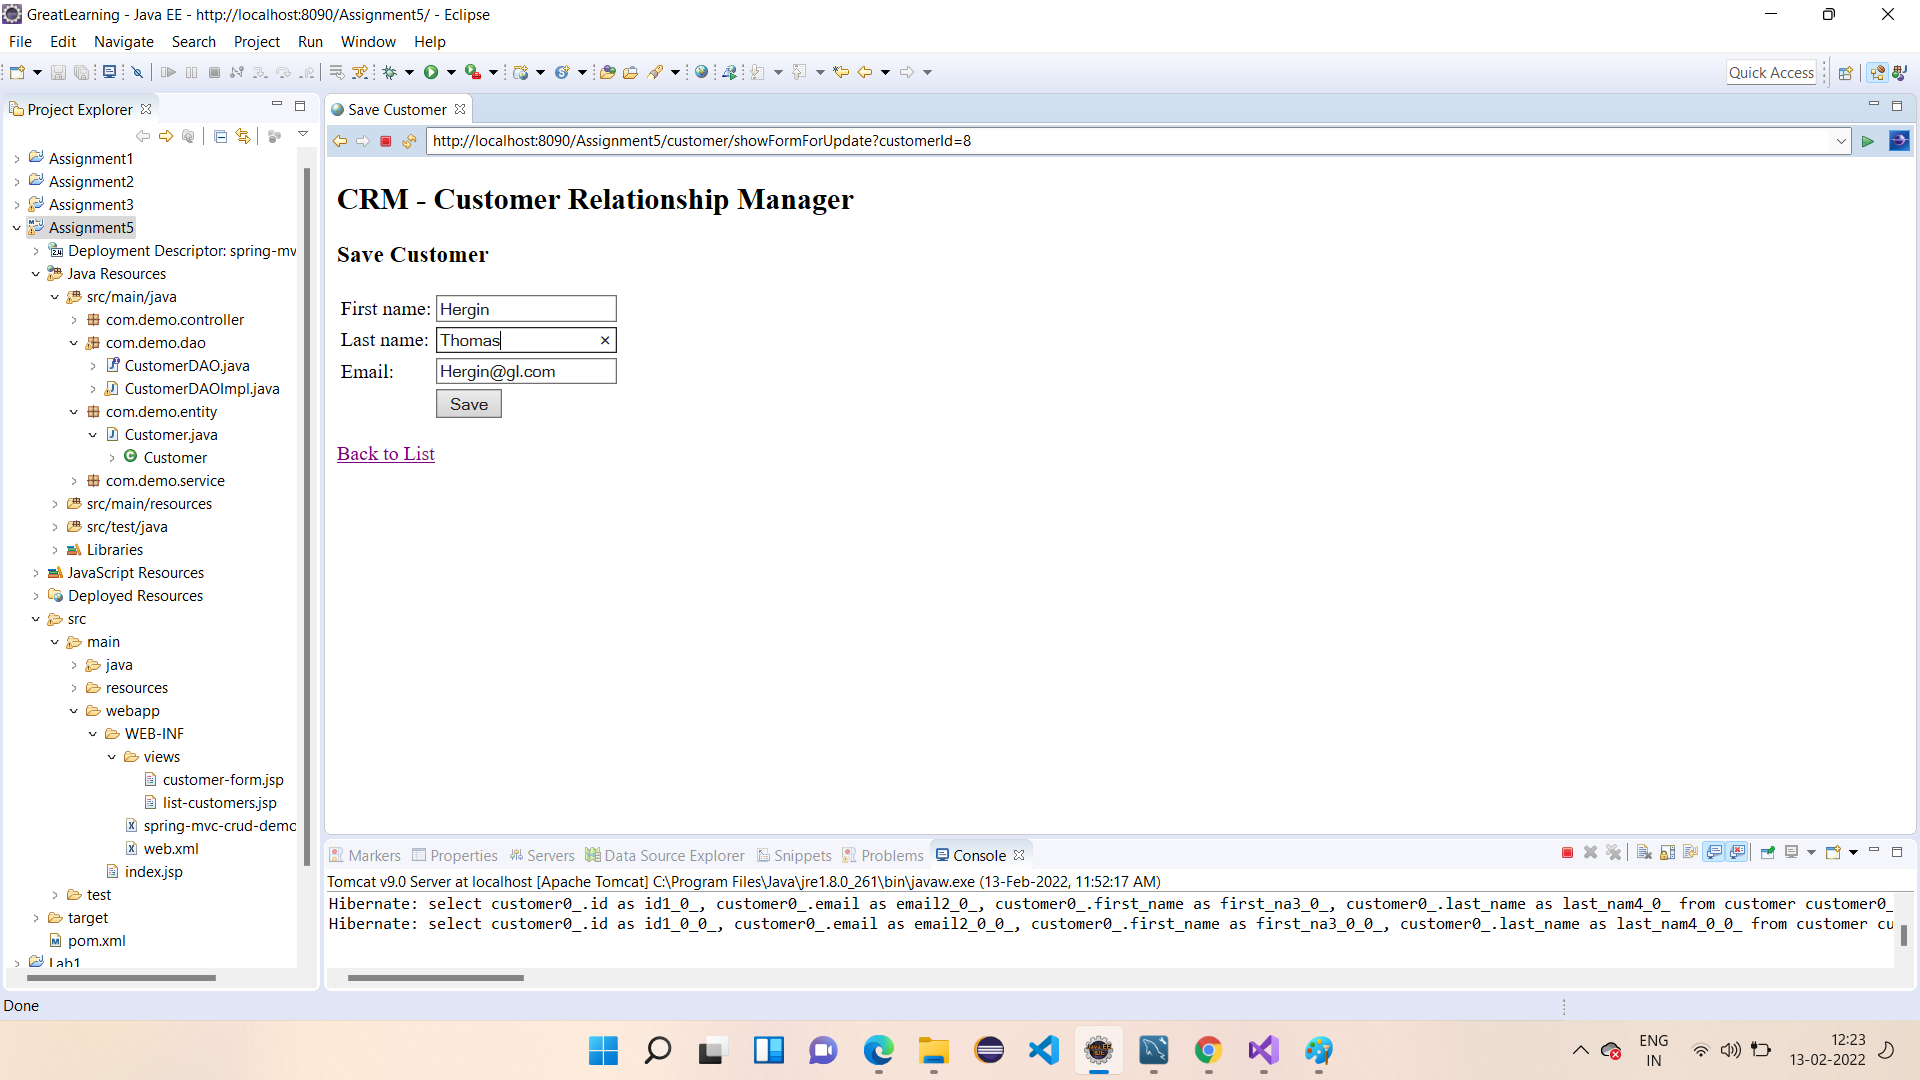 GreatLearning - Java EE - http://localhost:8090/Assignment5/ - Eclipse
File Edit Navigate Search Project Run Window Help
Quick Access
Project Explorer
Assignment1
Assignment2
Assignment3
Assignment5
Deployment Descriptor: spring-mv
Java Resources
src/main/java
com.demo.controller
com.demo.dao
CustomerDAO.java
CustomerDAOImpl.java
com.demo.entity
Customer.java
Customer
com.demo.service
src/main/resources
src/test/java
Libraries
JavaScript Resources
Deployed Resources
src
main
java
resources
webapp
WEB-INF
views
customer-form.jsp
list-customers.jsp
spring-mvc-crud-demo
web.xml
index.jsp
test
target
pom.xml
Lab1
Save Customer
http://localhost:8090/Assignment5/customer/showFormForUpdate?customerId=8
CRM - Customer Relationship Manager
Save Customer
First name: Hergin
Last name: Thomas
Email: Hergin@gl.com
Save
Back to List
Markers Properties Servers Data Source Explorer Snippets Problems Console
Tomcat v9.0 Server at localhost [Apache Tomcat] C:\Program Files\Java\jre1.8.0_261\bin\javaw.exe (13-Feb-2022, 11:52:17 AM)
Hibernate: select customer0_.id as id1_0_, customer0_.email as email2_0_, customer0_.first_name as first_na3_0_, customer0_.last_name as last_nam4_0_ from customer customer0_
Hibernate: select customer0_.id as id1_0_0_, customer0_.email as email2_0_0_, customer0_.first_name as first_na3_0_0_, customer0_.last_name as last_nam4_0_0_ from customer cu
Done
ENG
IN
12:23
13-02-2022